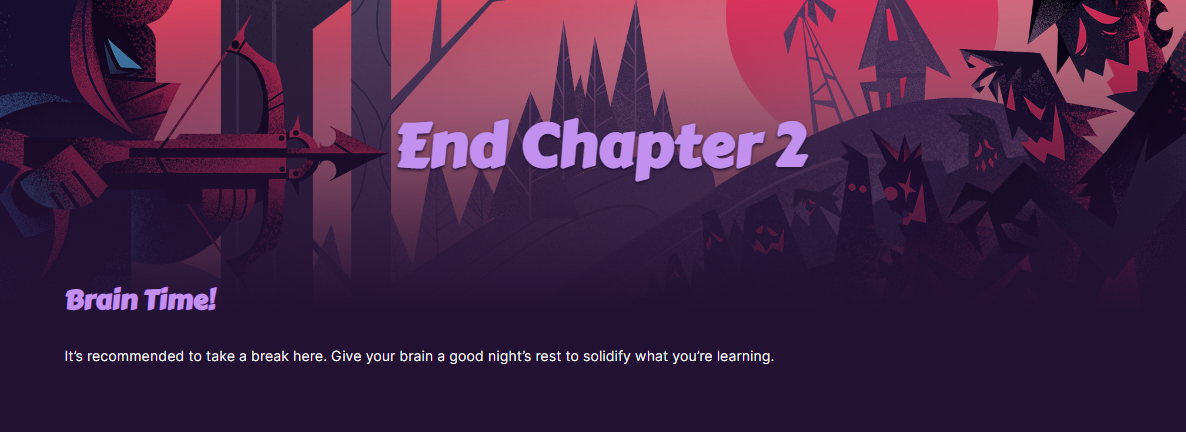 End Chapter 2
Brain Time!
It’s recommended to take a break here. Give your brain a good night’s rest to solidify what you’re learning.